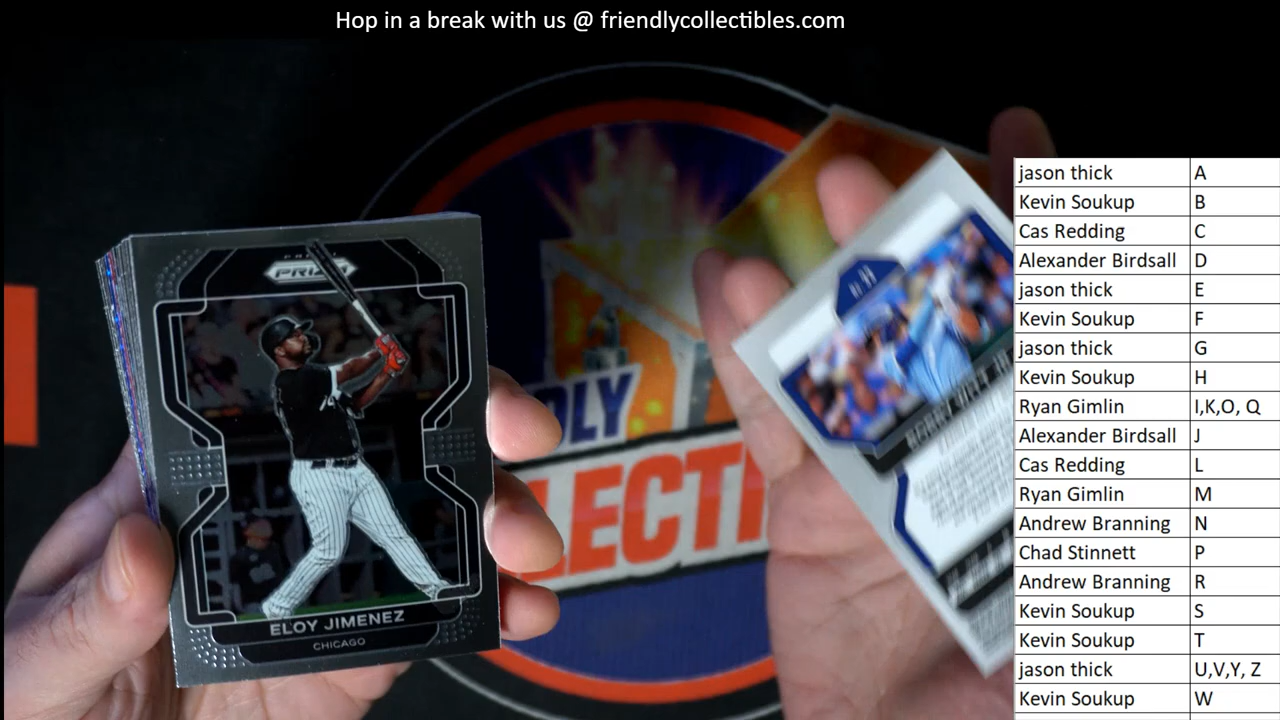 Hop in a break with us @ friendlycollectibles.com
PRIZM
ELOY JIMENEZ
CHICAGO
DLY
LECTI
jason thick A
Kevin Soukup B
Cas Redding C
Alexander Birdsall D
jason thick E
Kevin Soukup F
jason thick G
Kevin Soukup H
Ryan Gimlin I,K,O, Q
Alexander Birdsall J
Cas Redding L
Ryan Gimlin M
Andrew Branning N
Chad Stinnett P
Andrew Branning R
Kevin Soukup S
Kevin Soukup T
jason thick U,V,Y, Z
Kevin Soukup W